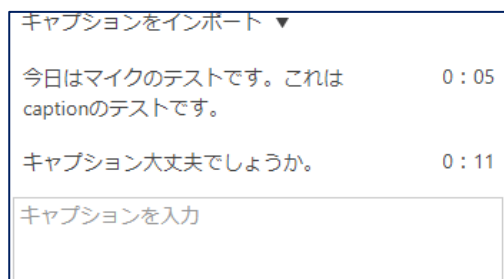 キャプションをインポート ▼
今日はマイクのテストです。これは 0：05
captionのテストです。
キャプション大丈夫でしょうか。 0：11
キャプションを入力